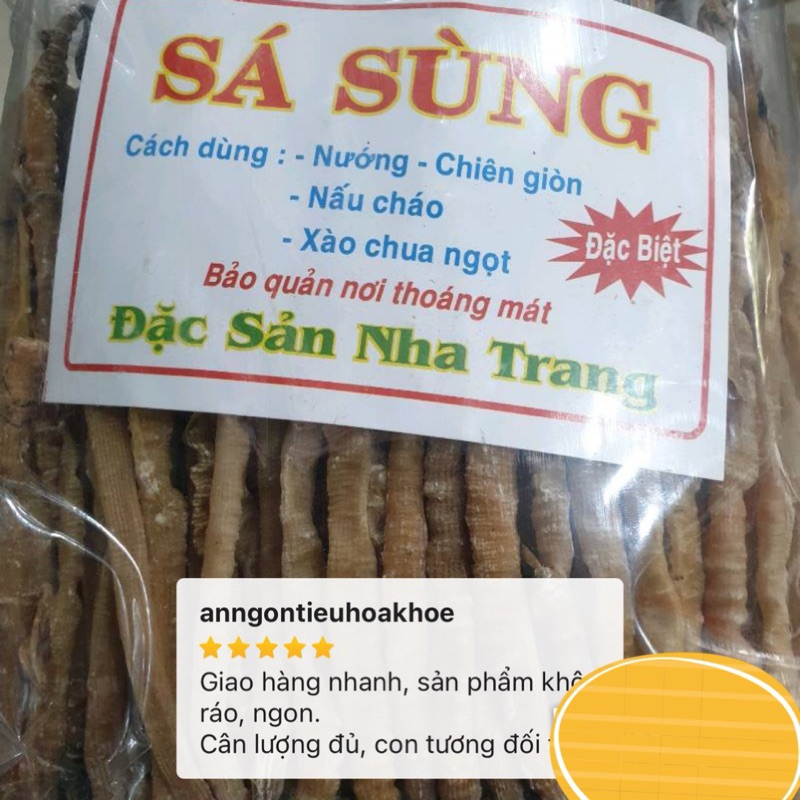 SÁ SÙNG
Cách dùng : - Nướng - Chiên giòn
- Nấu cháo
- Xào chua ngọt
Đặc Biệt
Bảo quản nơi thoáng mát
Đặc Sản Nha Trang
anngontieuhoakhoe
Giao hàng nhanh, sản phẩm
ráo, ngon.
Cân lượng đủ, con tương đối